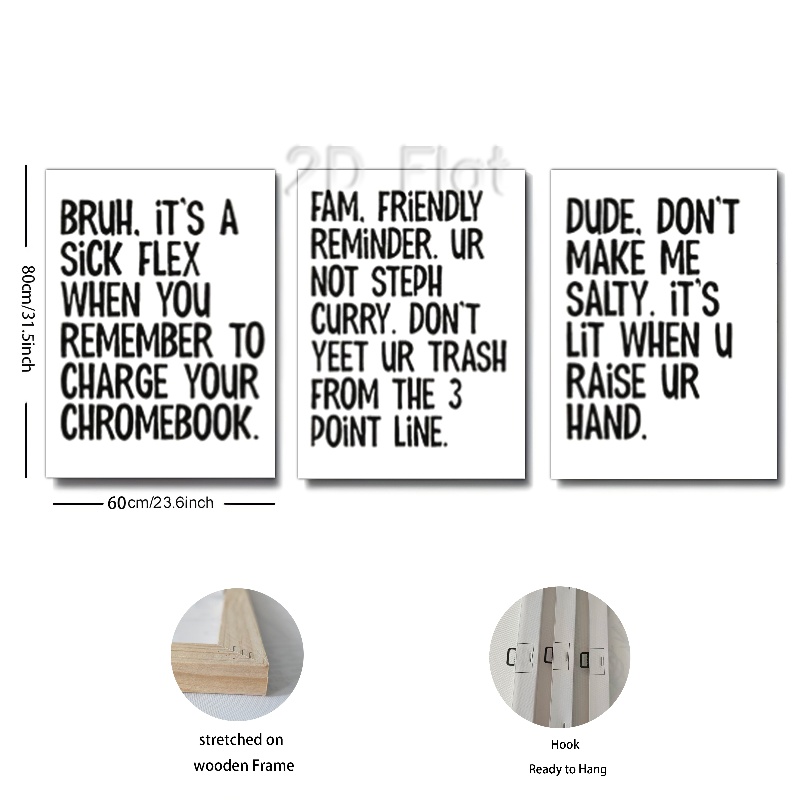 2D Flat
BRUH. iT'S A
SiCK FLEX
WHEN YOU
REMEMBER TO
CHARGE YOUR
CHROMEBOOK.
FAM. FRiENDLY
REMiNDER. UR
NOT STEPH
CURRY. DON'T
YEET UR TRASH
FROM THE 3
POiNT LiNE.
DUDE. DON'T
MAKE ME
SALTY. iT'S
LiT WHEN U
RAiSE UR
HAND.
80cm/31.5inch
60cm/23.6inch
stretched on
wooden Frame
Hook
Ready to Hang